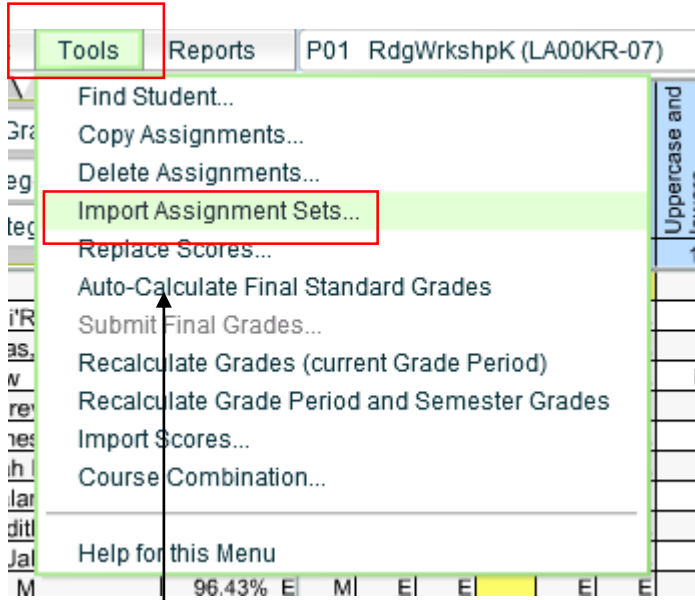 Tools Reports P01 RdgWrkshpK (LA00KR-07)
Find Student...
Copy Assignments...
Delete Assignments...
Import Assignment Sets...
Replace Scores...
Auto-Calculate Final Standard Grades
Submit Final Grades...
Recalculate Grades (current Grade Period)
Recalculate Grade Period and Semester Grades
Import Scores...
Course Combination...
Help for this Menu
Uppercase and
M 96.43% E M E E E E